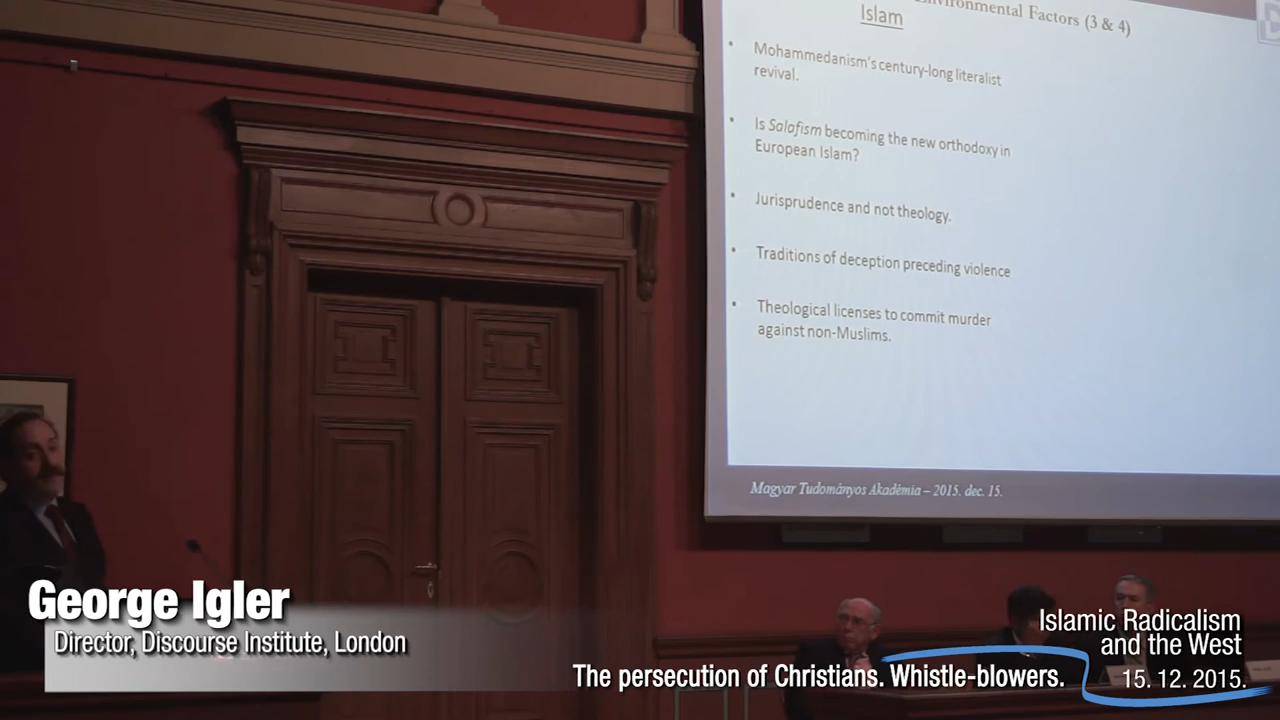 Environmental Factors (3 & 4)
Islam
• Mohammedanism's century-long literalist
revival.
• Is Salafism becoming the new orthodoxy in
European Islam?
• Jurisprudence and not theology.
• Traditions of deception preceding violence
• Theological licenses to commit murder
against non-Muslims.
Magyar Tudományos Akadémia – 2015. dec. 15.
George Igler
Director, Discourse Institute, London
Islamic Radicalism
and the West
The persecution of Christians. Whistle-blowers.
15. 12. 2015.